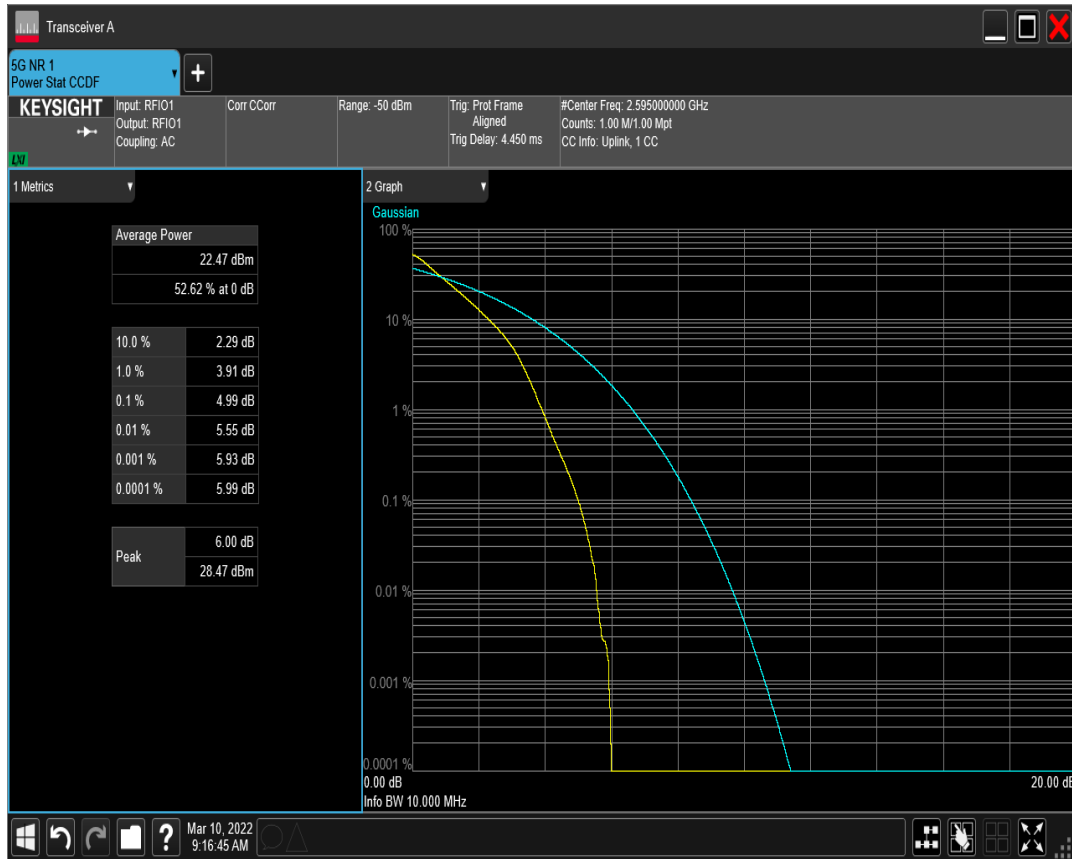 Transceiver A
5G NR 1
Power Stat CCDF
KEYSIGHT
LXI
Input: RFIO1
Output: RFIO1
Coupling: AC
Corr CCorr
Range: -50 dBm
Trig: Prot Frame
Aligned
Trig Delay: 4.450 ms
#Center Freq: 2.595000000 GHz
Counts: 1.00 M/1.00 Mpt
CC Info: Uplink, 1 CC
1 Metrics
Average Power
22.47 dBm
52.62 % at 0 dB
10.0 % 2.29 dB
1.0 % 3.91 dB
0.1 % 4.99 dB
0.01 % 5.55 dB
0.001 % 5.93 dB
0.0001 % 5.99 dB
Peak
6.00 dB
28.47 dBm
2 Graph
Gaussian
100 %
10 %
1 %
0.1 %
0.01 %
0.001 %
0.0001 %
0.00 dB
20.00 dB
Info BW 10.000 MHz
?
Mar 10, 2022
9:16:45 AM